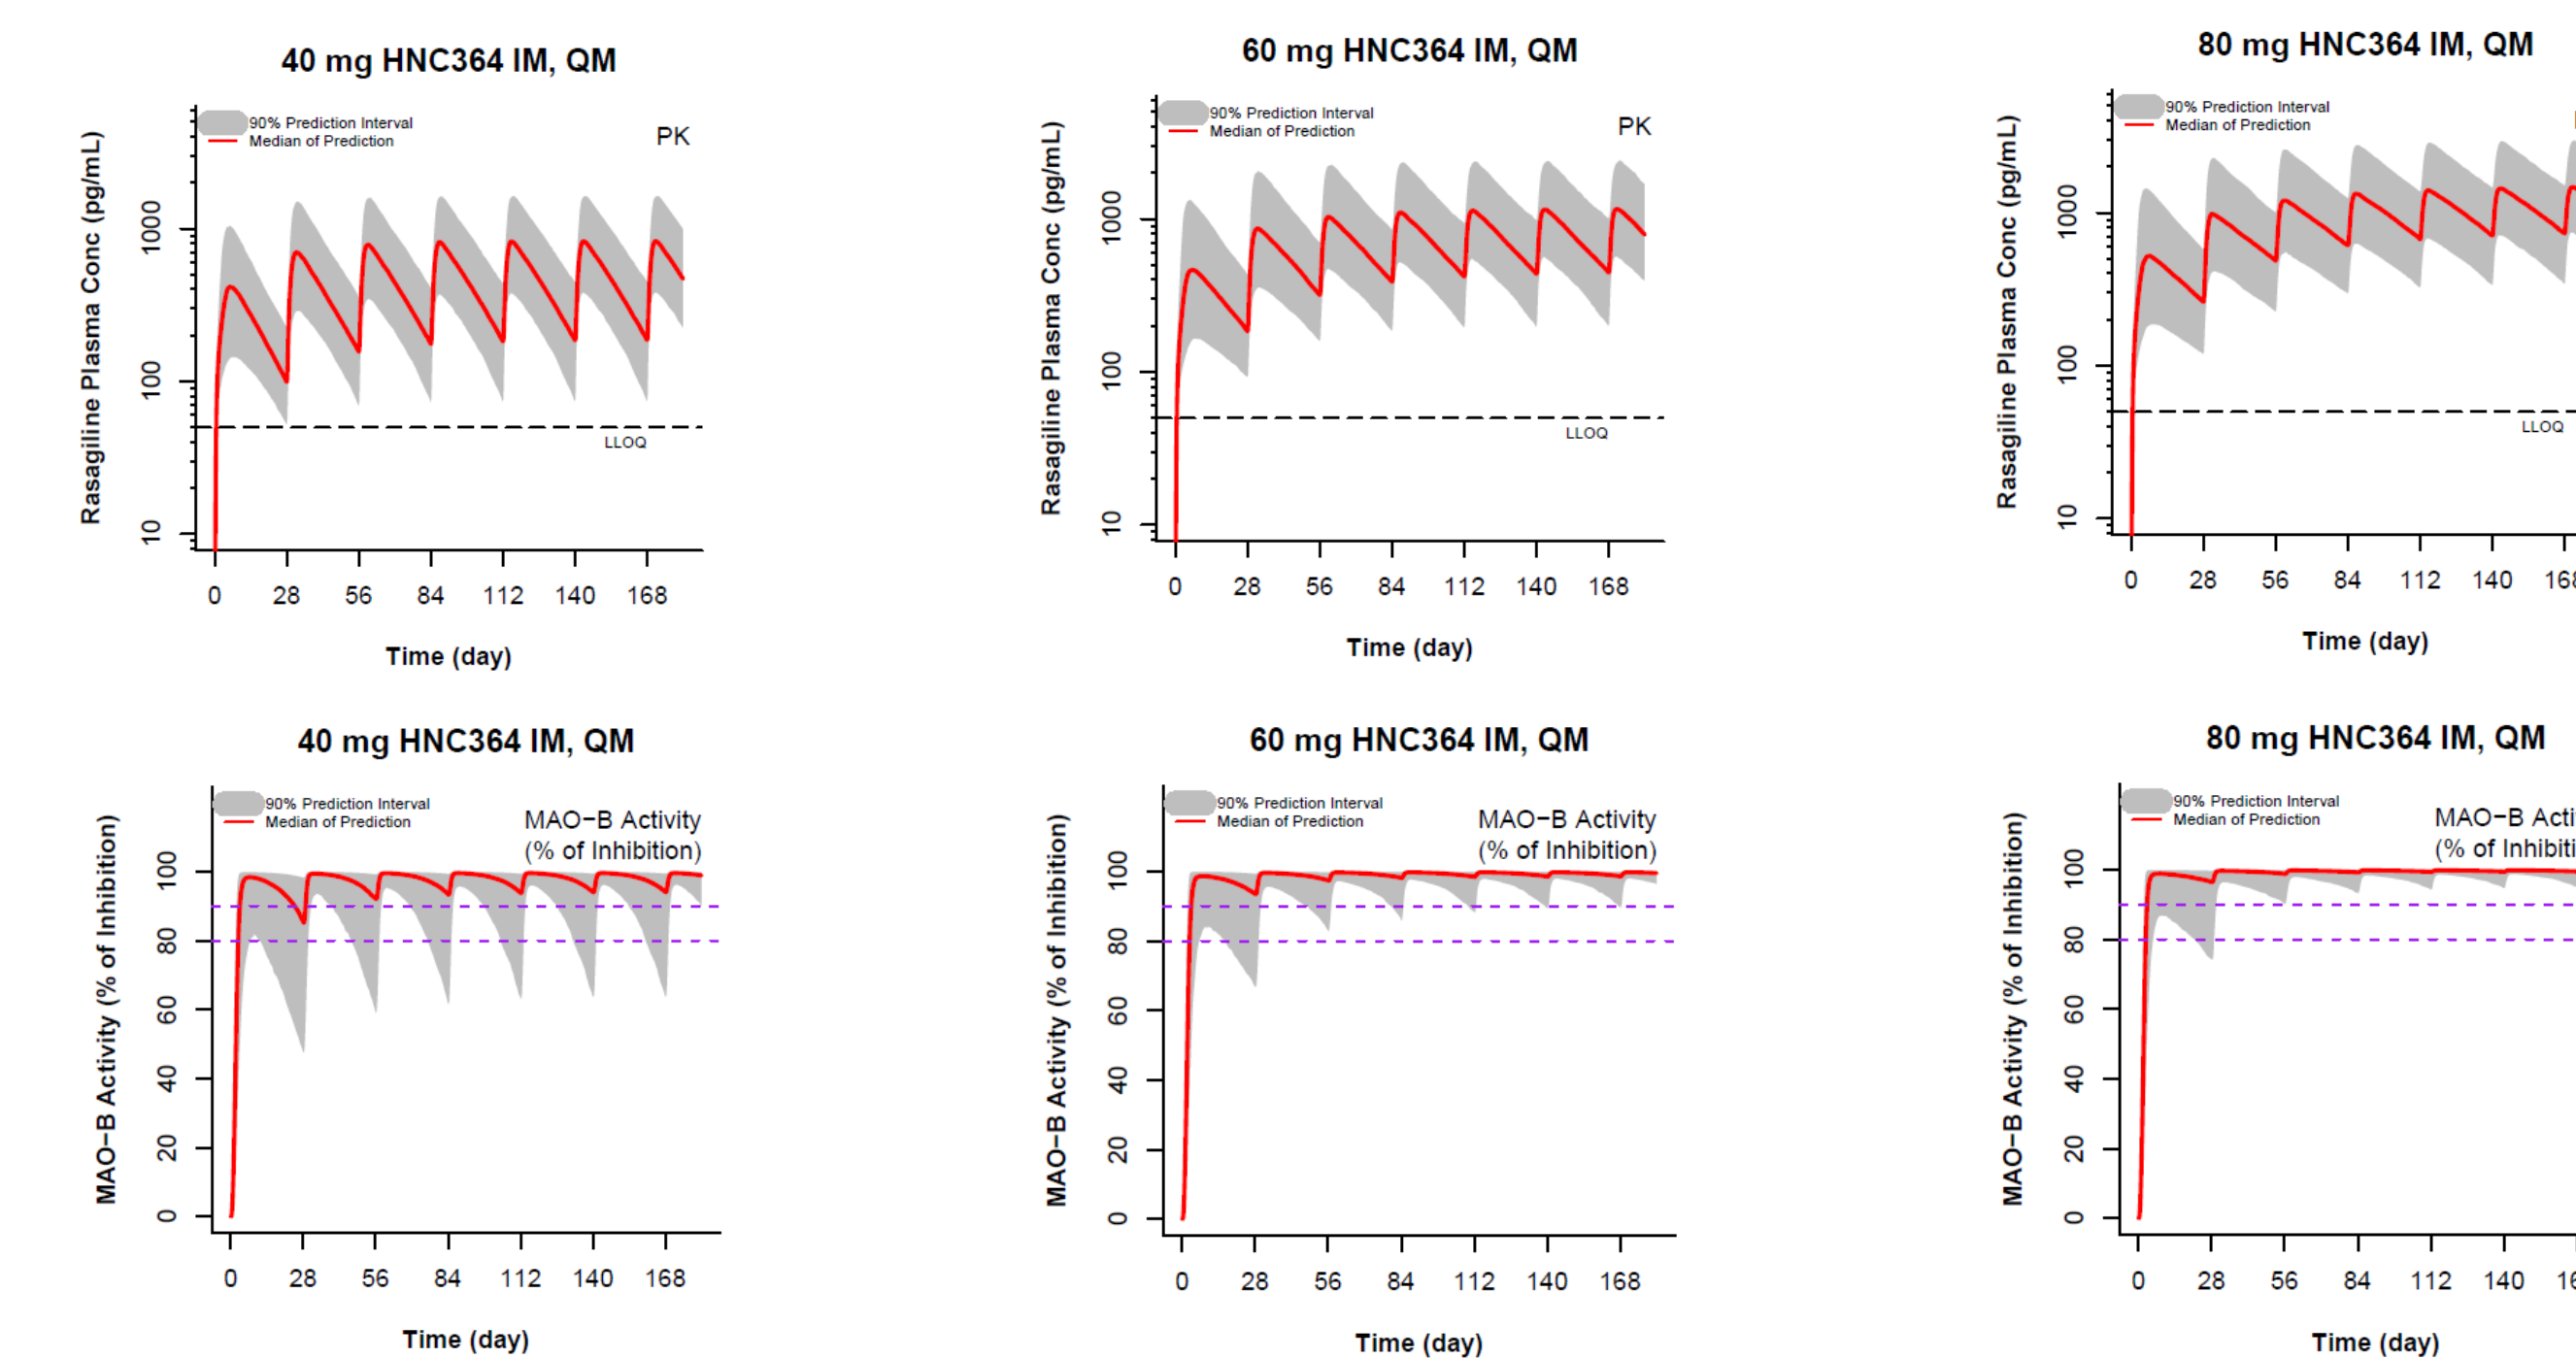 40 mg HNC364 IM, QM
90% Prediction Interval
Median of Prediction
PK
Rasagiline Plasma Conc (pg/mL)
1000
100
10
LLOQ
0 28 56 84 112 140 168
Time (day)
60 mg HNC364 IM, QM
90% Prediction Interval
Median of Prediction
PK
Rasagiline Plasma Conc (pg/mL)
1000
100
10
LLOQ
0 28 56 84 112 140 168
Time (day)
80 mg HNC364 IM, QM
90% Prediction Interval
Median of Prediction
Rasagiline Plasma Conc (pg/mL)
1000
100
10
LLOQ
0 28 56 84 112 140
Time (day)
40 mg HNC364 IM, QM
90% Prediction Interval
Median of Prediction
MAO−B Activity
(% of Inhibition)
MAO−B Activity (% of Inhibition)
100
80
60
40
20
0
0 28 56 84 112 140 168
Time (day)
60 mg HNC364 IM, QM
90% Prediction Interval
Median of Prediction
MAO−B Activity
(% of Inhibition)
MAO−B Activity (% of Inhibition)
100
80
60
40
20
0
0 28 56 84 112 140 168
Time (day)
80 mg HNC364 IM, QM
90% Prediction Interval
Median of Prediction
MAO−B Acti
(% of Inhibiti
MAO−B Activity (% of Inhibition)
100
80
60
40
20
0
0 28 56 84 112 140
Time (day)